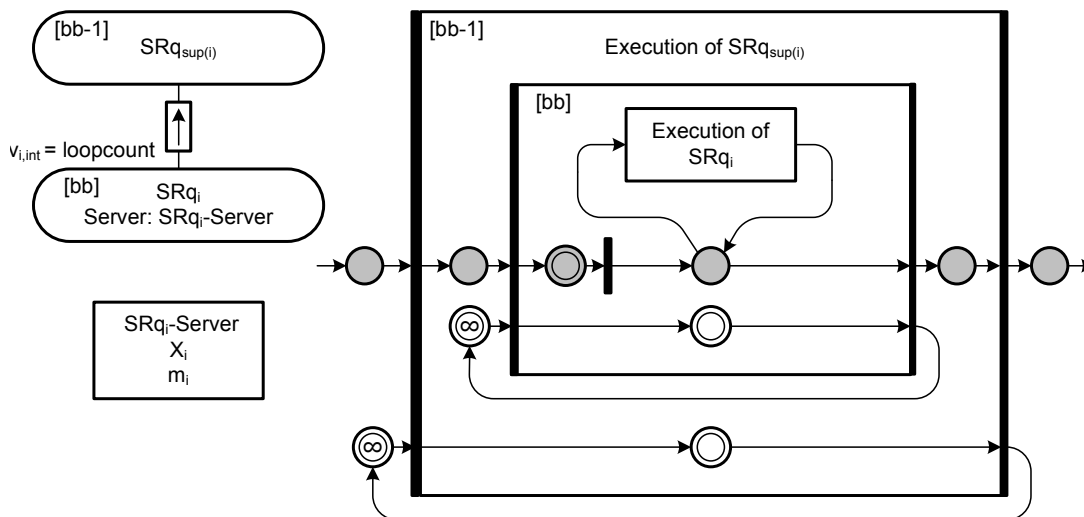 [bb-1]
SRqsup(i)
vi,int = loopcount
[bb]
SRqi
Server: SRqi-Server
SRqi-Server
Xi
mi
[bb-1]
Execution of SRqsup(i)
[bb]
Execution of
SRqi
∞
∞